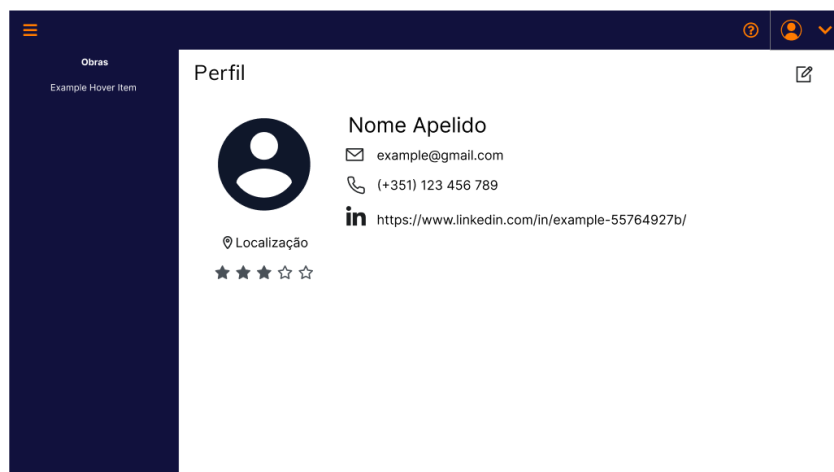 Obras
Example Hover Item
Perfil
Nome Apelido
example@gmail.com
(+351) 123 456 789
in https://www.linkedin.com/in/example-55764927b/
Localização